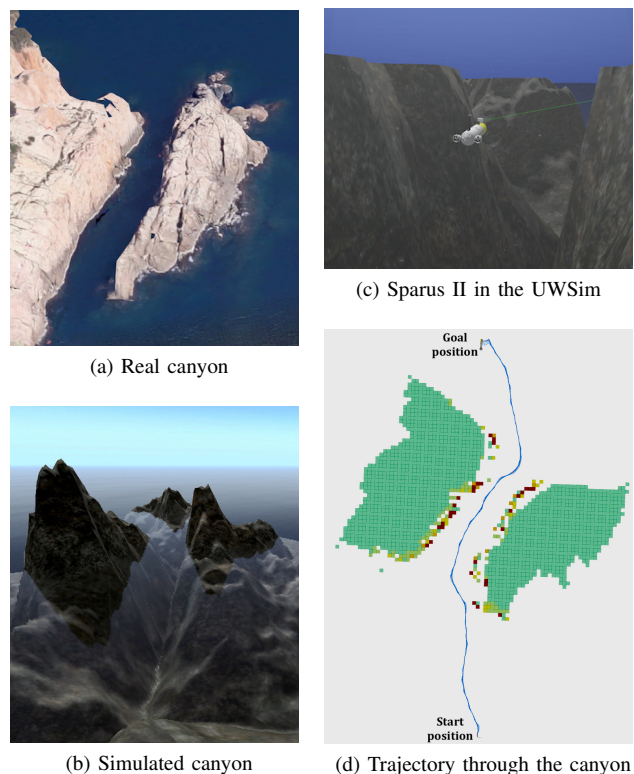 (a) Real canyon
(b) Simulated canyon
(c) Sparus II in the UWSim
Goal
position
Start
position
(d) Trajectory through the canyon